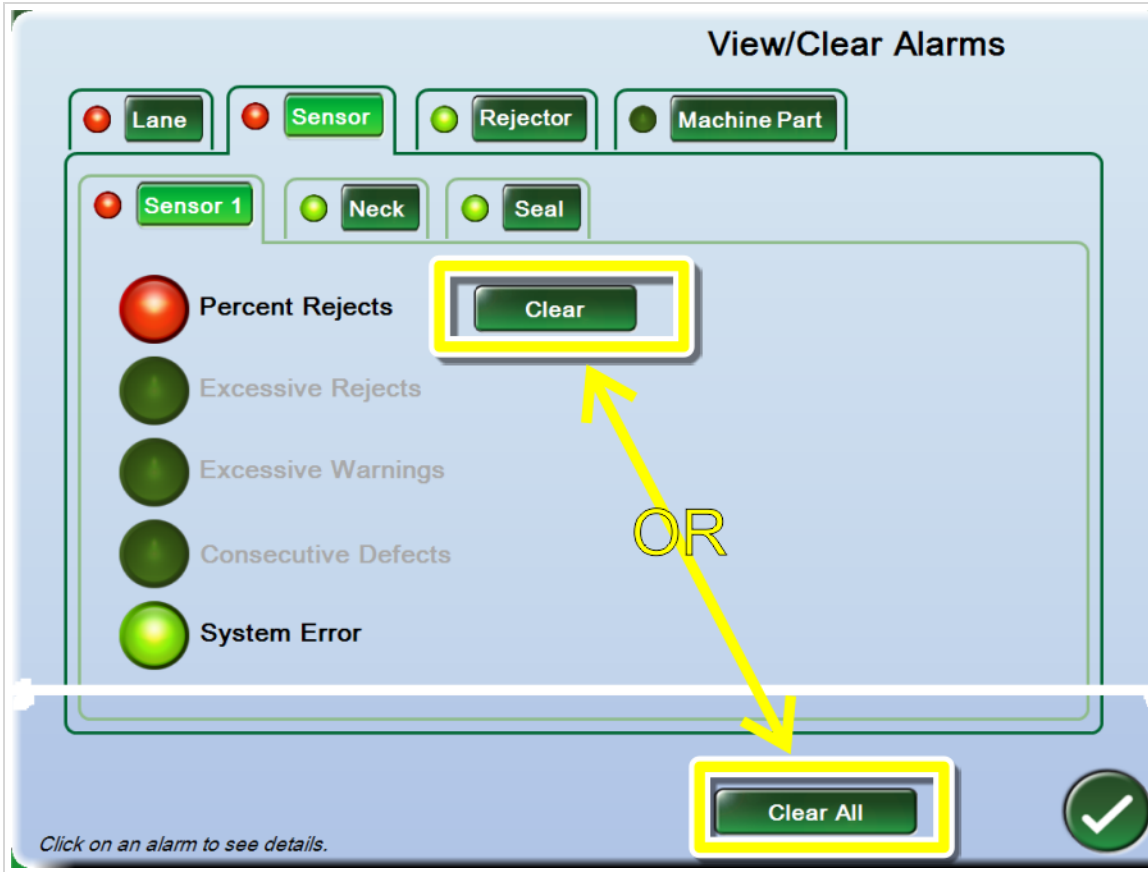 View/Clear Alarms
Lane Sensor Rejector Machine Part
Sensor 1 Neck Seal
Percent Rejects Clear
Excessive Rejects
Excessive Warnings
OR
Consecutive Defects
System Error
Clear All
Click on an alarm to see details.